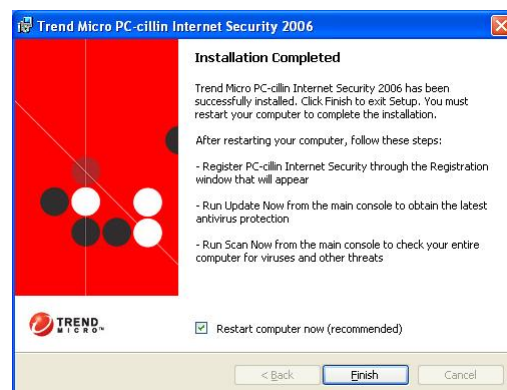 Trend Micro PC-cillin Internet Security 2006
Installation Completed
Trend Micro PC-cillin Internet Security 2006 has been
successfully installed. Click Finish to exit Setup. You must
restart your computer to complete the installation.
After restarting your computer, follow these steps:
- Register PC-cillin Internet Security through the Registration
window that will appear
- Run Update Now from the main console to obtain the latest
antivirus protection
- Run Scan Now from the main console to check your entire
computer for viruses and other threats
TREND
MICRO™
Restart computer now (recommended)
< Back
Finish
Cancel